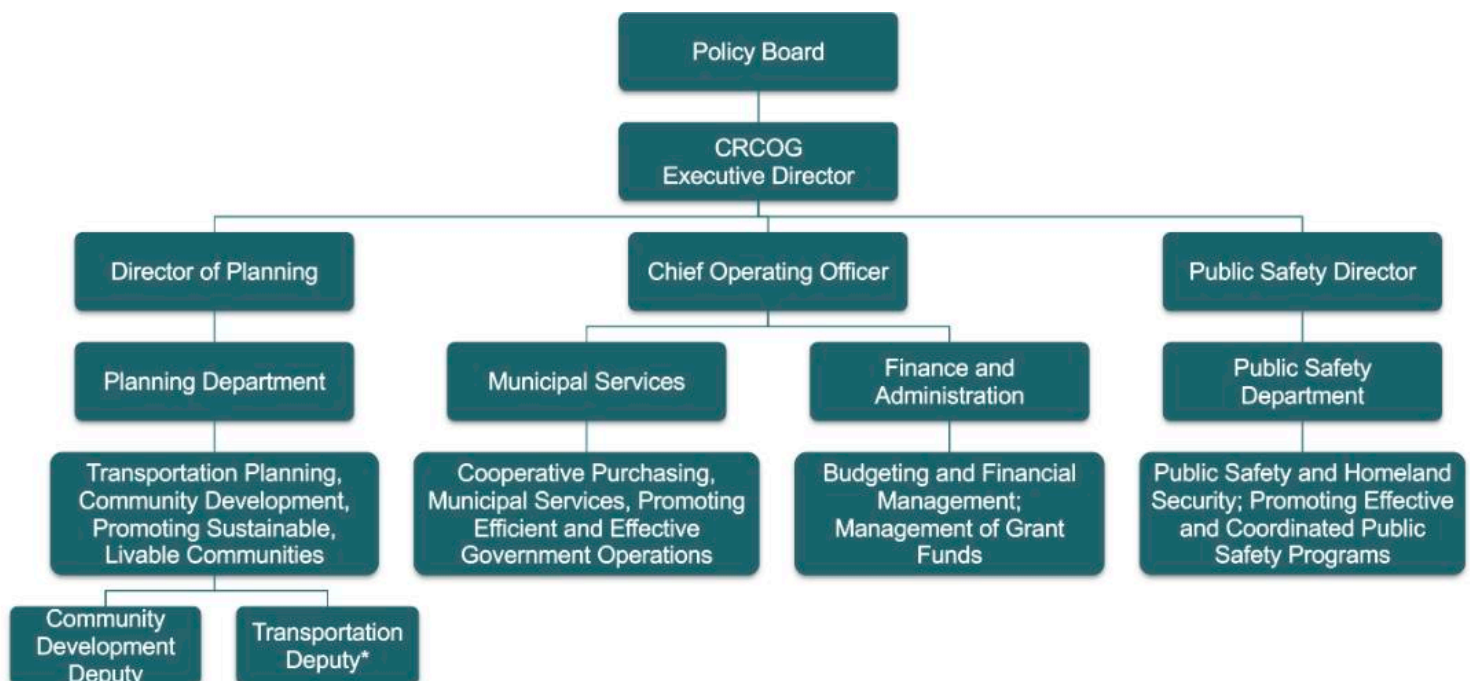 Policy Board
CRCOG
Executive Director
Director of Planning
Chief Operating Officer
Public Safety Director
Planning Department
Municipal Services
Finance and
Administration
Public Safety
Department
Transportation Planning,
Community Development,
Promoting Sustainable,
Livable Communities
Cooperative Purchasing,
Municipal Services, Promoting
Efficient and Effective
Government Operations
Budgeting and Financial
Management;
Management of Grant
Funds
Public Safety and Homeland
Security; Promoting Effective
and Coordinated Public
Safety Programs
Community
Development
Deputy
Transportation
Deputy*